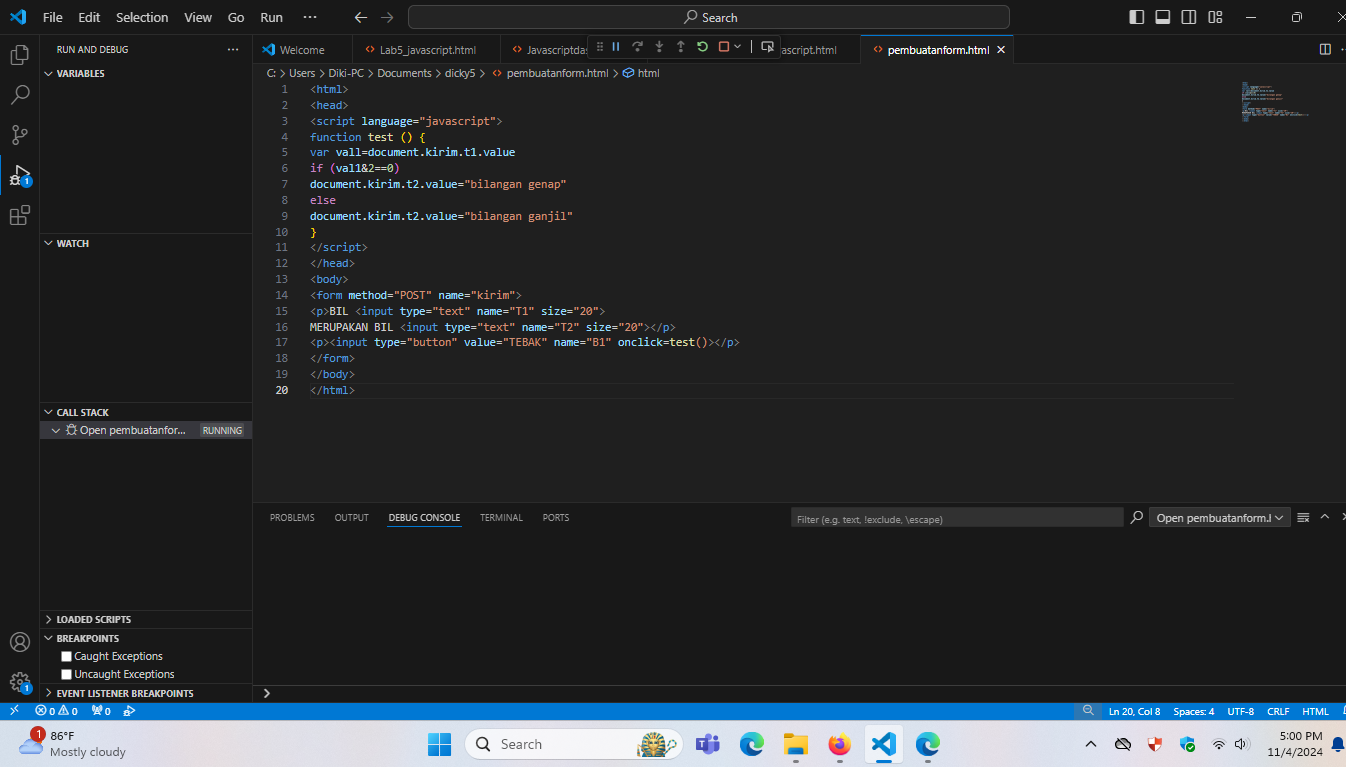 File Edit Selection View Go Run ··· Search
RUN AND DEBUG ···
Welcome Lab5_javascript.html Javascriptdas ascript.html pembuatanform.html
VARIABLES
C: > Users > Diki-PC > Documents > dicky5 > pembuatanform.html > html
1 <html>
2 <head>
3 <script language="javascript">
4 function test () {
5 var vall=document.kirim.t1.value
6 if (val1&2==0)
7 document.kirim.t2.value="bilangan genap"
8 else
9 document.kirim.t2.value="bilangan ganjil"
10 }
11 </script>
12 </head>
13 <body>
14 <form method="POST" name="kirim">
15 <p>BIL <input type="text" name="T1" size="20">
16 MERUPAKAN BIL <input type="text" name="T2" size="20"></p>
17 <p><input type="button" value="TEBAK" name="B1" onclick=test()></p>
18 </form>
19 </body>
20 </html>
1
WATCH
CALL STACK
Open pembuatanfor... RUNNING
PROBLEMS OUTPUT DEBUG CONSOLE TERMINAL PORTS
Filter (e.g. text, !exclude, \escape)
Open pembuatanform.l
LOADED SCRIPTS
BREAKPOINTS
Caught Exceptions
Uncaught Exceptions
EVENT LISTENER BREAKPOINTS
1
0 0 0
Ln 20, Col 8 Spaces: 4 UTF-8 CRLF HTML
1
86°F
Mostly cloudy
Search
5:00 PM
11/4/2024